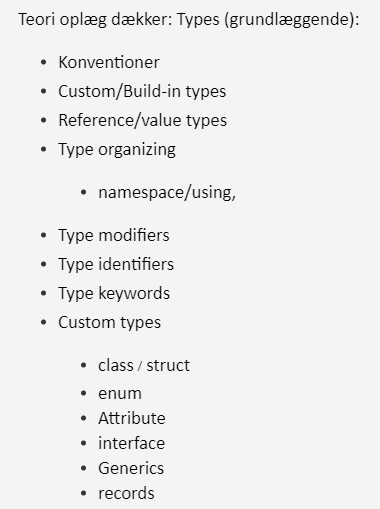 Teori oplæg dækker: Types (grundlæggende):
• Konventioner
• Custom/Build-in types
• Reference/value types
• Type organizing
• namespace/using,
• Type modifiers
• Type identifiers
• Type keywords
• Custom types
• class / struct
• enum
• Attribute
• interface
• Generics
• records